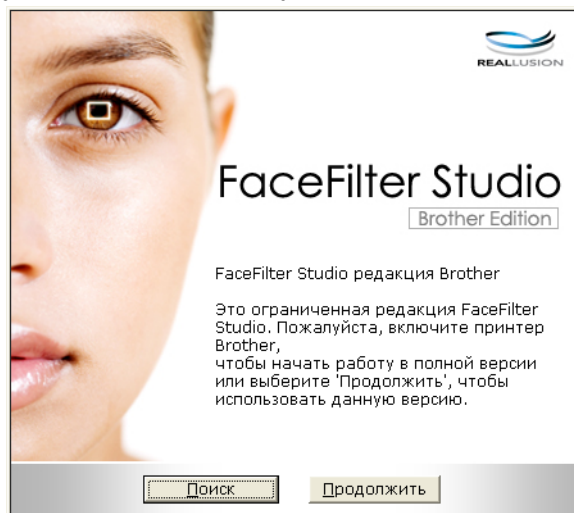 REALLUSION
FaceFilter Studio
Brother Edition
FaceFilter Studio редакция Brother
Это ограниченная редакция FaceFilter
Studio. Пожалуйста, включите принтер
Brother,
чтобы начать работу в полной версии
или выберите 'Продолжить', чтобы
использовать данную версию.
Поиск Продолжить